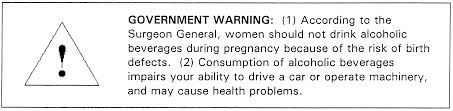 GOVERNMENT WARNING: (1) According to the
Surgeon General, women should not drink alcoholic
beverages during pregnancy because of the risk of birth
defects. (2) Consumption of alcoholic beverages
impairs your ability to drive a car or operate machinery,
and may cause health problems.